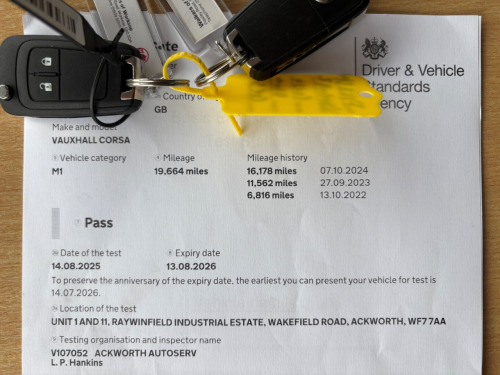 Driver & Vehicle
Standards
GB
Make and model
VAUXHALL CORSA
Vehicle category
Mileage
Mileage history
M1
19,664 miles
16,178 miles 07.10.2024
11,562 miles 27.09.2023
6,816 miles 13.10.2022
Pass
Date of the test
Expiry date
14.08.2025
13.08.2026
To preserve the anniversary of the expiry date, the earliest you can present your vehicle for test is
14.07.2026.
Location of the test
UNIT 1 AND 11, RAYWINFIELD INDUSTRIAL ESTATE, WAKEFIELD ROAD, ACKWORTH, WF7 7AA
Testing organisation and inspector name
V107052 ACKWORTH AUTOSERV
L. P. Hankins